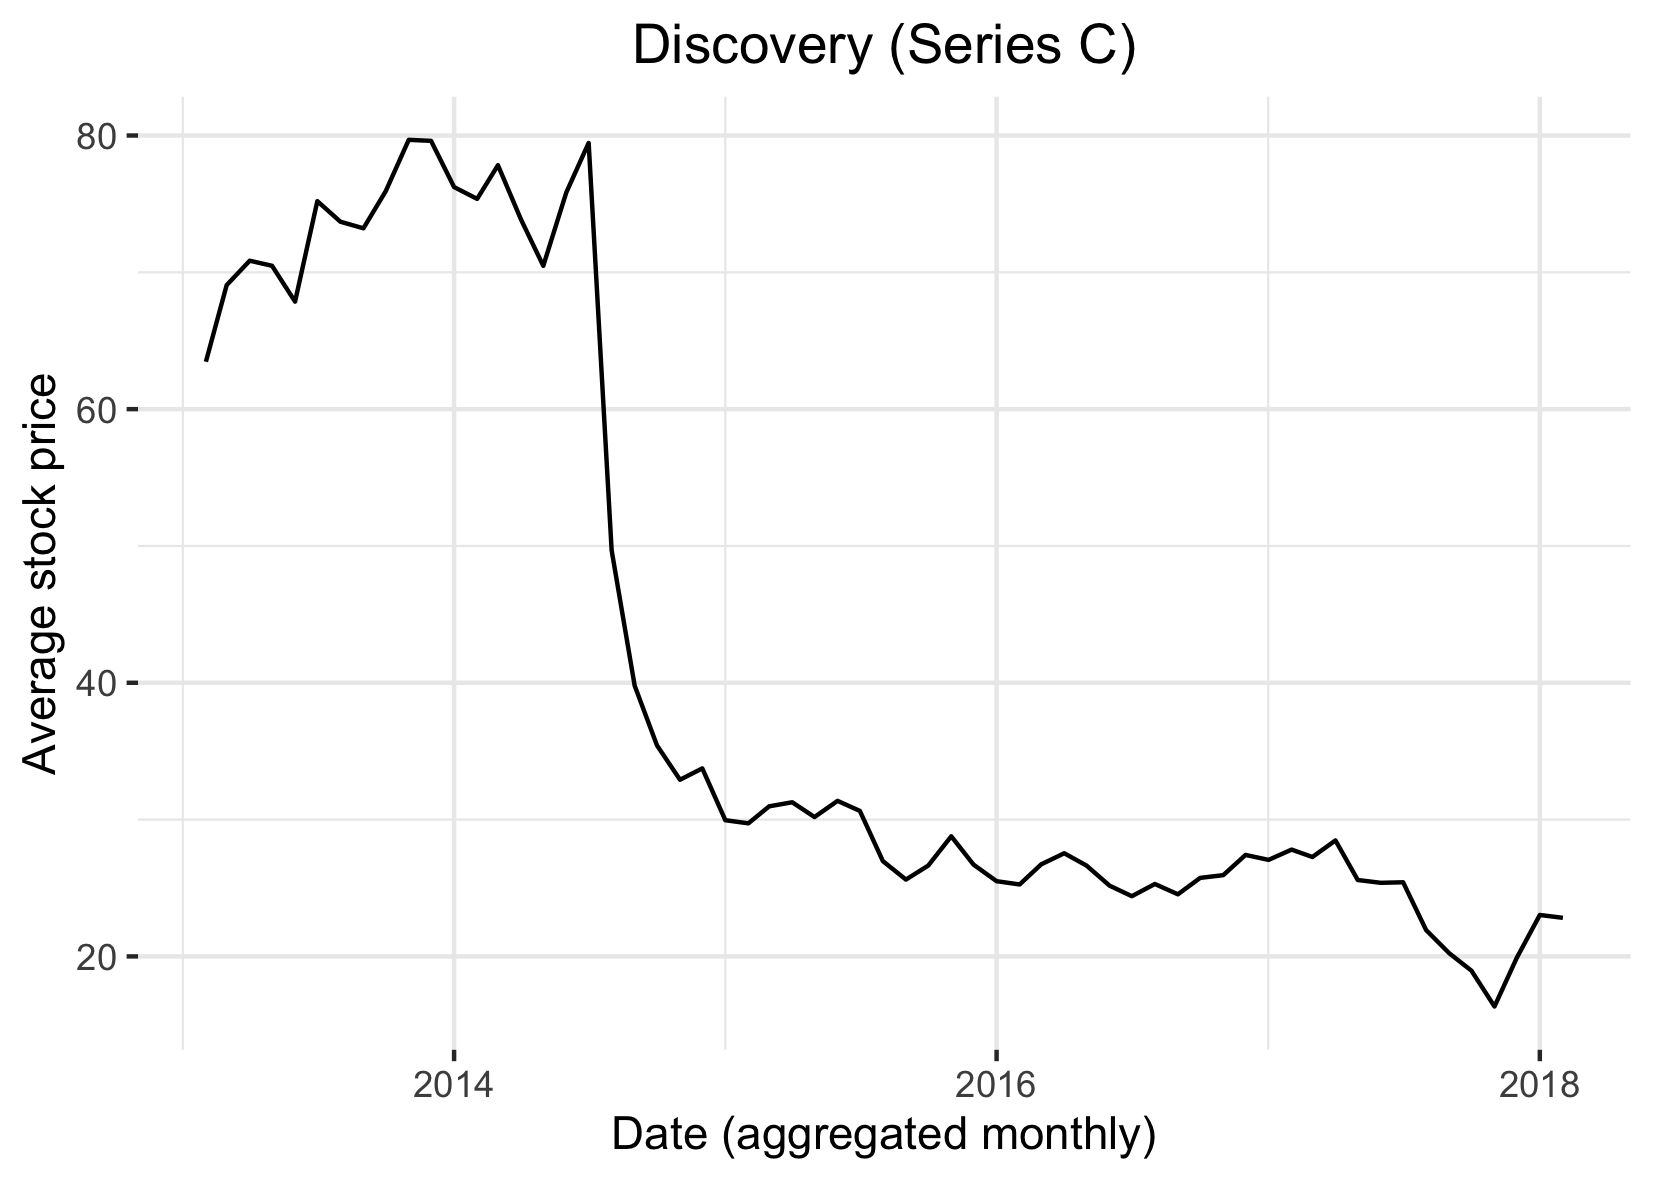 Discovery (Series C)
Average stock price
80
60
40
20
2014 2016 2018
Date (aggregated monthly)